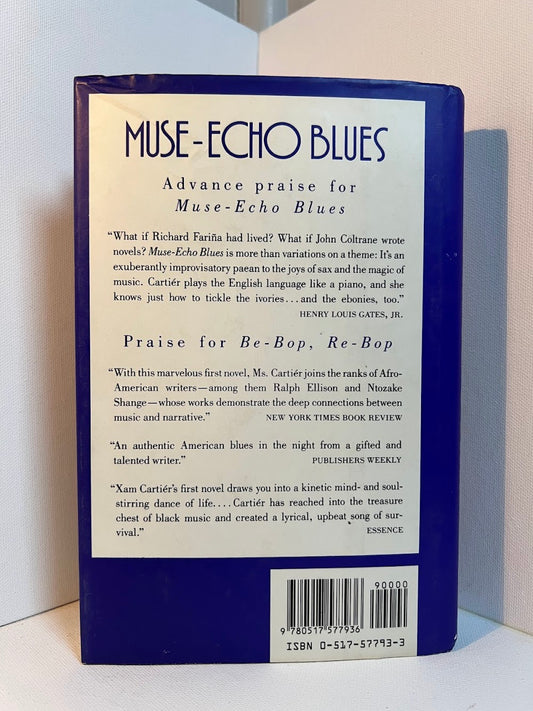 MUSE-ECHO BLUES
Advance praise for
Muse-Echo Blues
“What if Richard Fariña had lived? What if John Coltrane wrote
novels? Muse-Echo Blues is more than variations on a theme: It’s an
exuberantly improvisatory paean to the joys of sax and the magic of
music. Cartiér plays the English language like a piano, and she
knows just how to tickle the ivories...and the ebonies, too.”
HENRY LOUIS GATES, JR.
Praise for Be-Bop, Re-Bop
“With this marvelous first novel, Ms. Cartiér joins the ranks of Afro-
American writers—among them Ralph Ellison and Ntozake
Shange—whose works demonstrate the deep connections between
music and narrative.” NEW YORK TIMES BOOK REVIEW
“An authentic American blues in the night from a gifted and
talented writer.” PUBLISHERS WEEKLY
“Xam Cartiér’s first novel draws you into a kinetic mind- and soul-
stirring dance of life.... Cartiér has reached into the treasure
chest of black music and created a lyrical, upbeat song of sur-
vival.” ESSENCE
90000
9 780517 577936
ISBN 0-517-57793-3